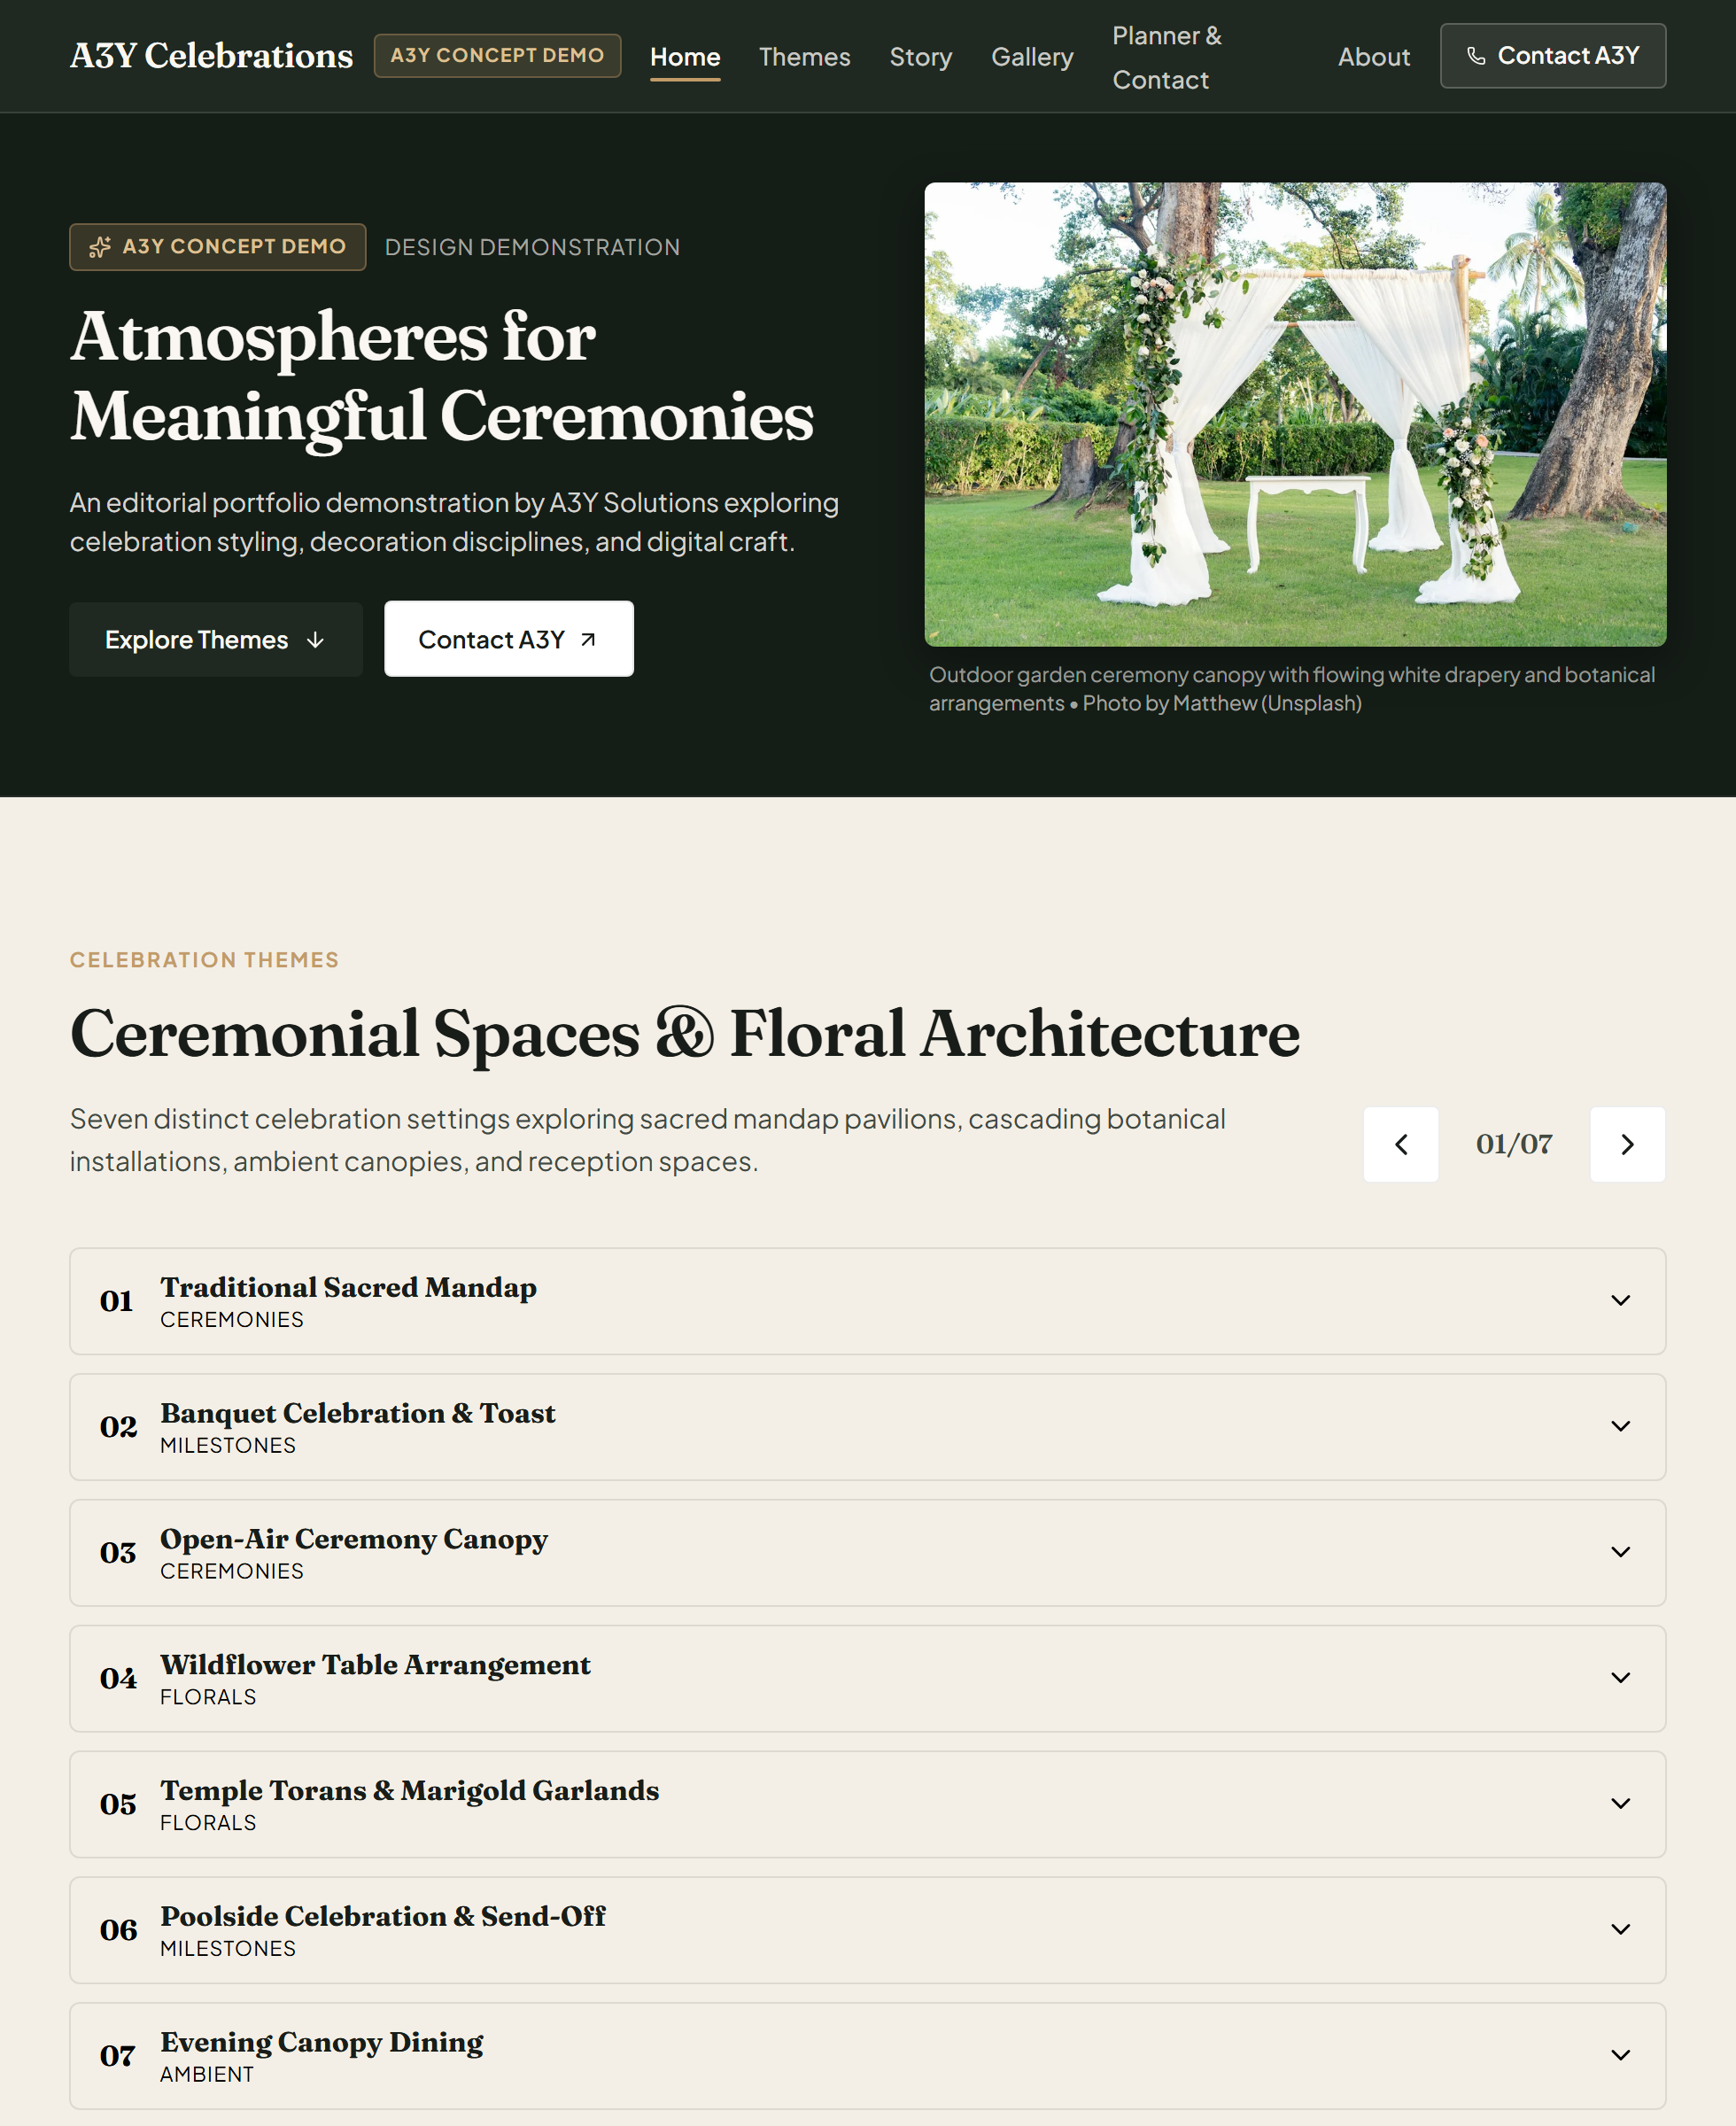 A3Y Celebrations
A3Y CONCEPT DEMO
Home
Themes
Story
Gallery
Planner &
Contact
About
Contact A3Y
A3Y CONCEPT DEMO
DESIGN DEMONSTRATION
Atmospheres for
Meaningful Ceremonies
An editorial portfolio demonstration by A3Y Solutions exploring
celebration styling, decoration disciplines, and digital craft.
Explore Themes
Contact A3Y
Outdoor garden ceremony canopy with flowing white drapery and botanical
arrangements • Photo by Matthew (Unsplash)
CELEBRATION THEMES
Ceremonial Spaces & Floral Architecture
Seven distinct celebration settings exploring sacred mandap pavilions, cascading botanical
installations, ambient canopies, and reception spaces.
01/07
01
Traditional Sacred Mandap
CEREMONIES
02
Banquet Celebration & Toast
MILESTONES
03
Open-Air Ceremony Canopy
CEREMONIES
04
Wildflower Table Arrangement
FLORALS
05
Temple Torans & Marigold Garlands
FLORALS
06
Poolside Celebration & Send-Off
MILESTONES
07
Evening Canopy Dining
AMBIENT